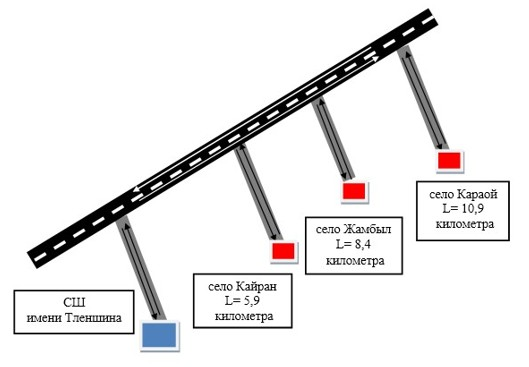 село Караой
L= 10,9
километра
село Жамбыл
L= 8,4
километра
село Кайран
L= 5,9
километра
СШ
имени Тленшина